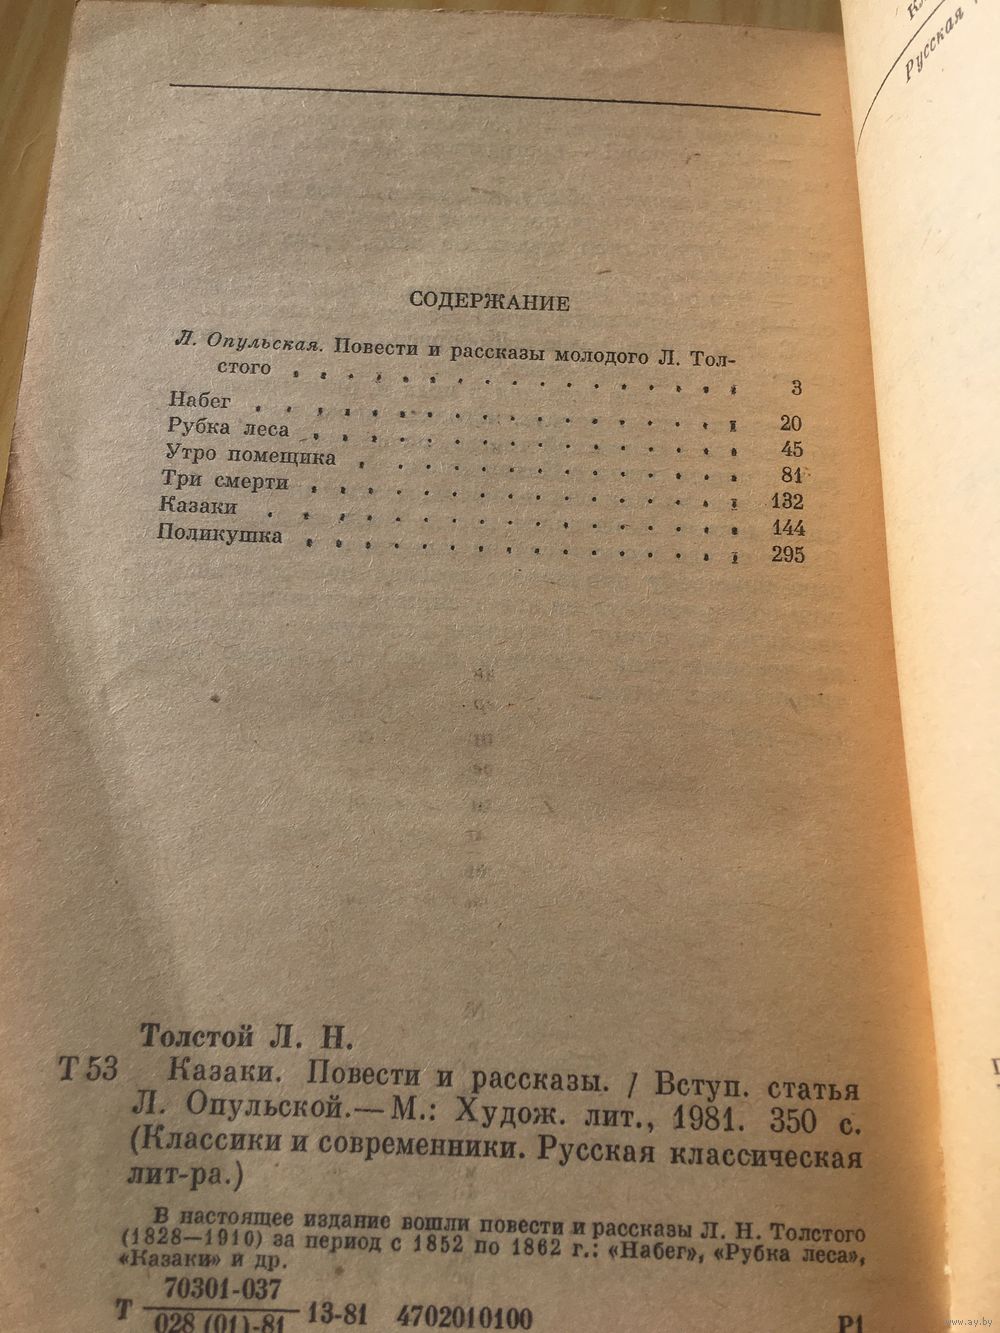 Русская
СОДЕРЖАНИЕ
Л. Опульская. Повести и рассказы молодого Л. Тол-
стого . . . . . . . . . . . . . . . . . 3
Набег . . . . . . . . . . . . . . . . . 20
Рубка леса . . . . . . . . . . . . . . . . 45
Утро помещика . . . . . . . . . . . . . . 81
Три смерти . . . . . . . . . . . . . . . . 132
Казаки . . . . . . . . . . . . . . . . . 144
Поликушка . . . . . . . . . . . . . . . . 295
Толстой Л. Н.
Т 53 Казаки. Повести и рассказы. / Вступ. статья
Л. Опульской.— М.: Худож. лит., 1981. 350 с.
(Классики и современники. Русская классическая
лит-ра.)
В настоящее издание вошли повести и рассказы Л. Н. Толстого
(1828—1910) за период с 1852 по 1862 г.: «Набег», «Рубка леса»,
«Казаки» и др.
70301-037
Т 13-81 4702010100 Р1
028 (01)-81
www.ay.by